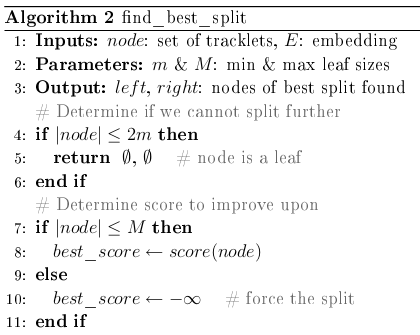 Algorithm 2 find_best_split
1: Inputs: node: set of tracklets, E: embedding
2: Parameters: m & M: min & max leaf sizes
3: Output: left, right: nodes of best split found
# Determine if we cannot split further
4: if |node| ≤ 2m then
5: return ∅, ∅ # node is a leaf
6: end if
# Determine score to improve upon
7: if |node| ≤ M then
8: best_score ← score(node)
9: else
10: best_score ← −∞ # force the split
11: end if